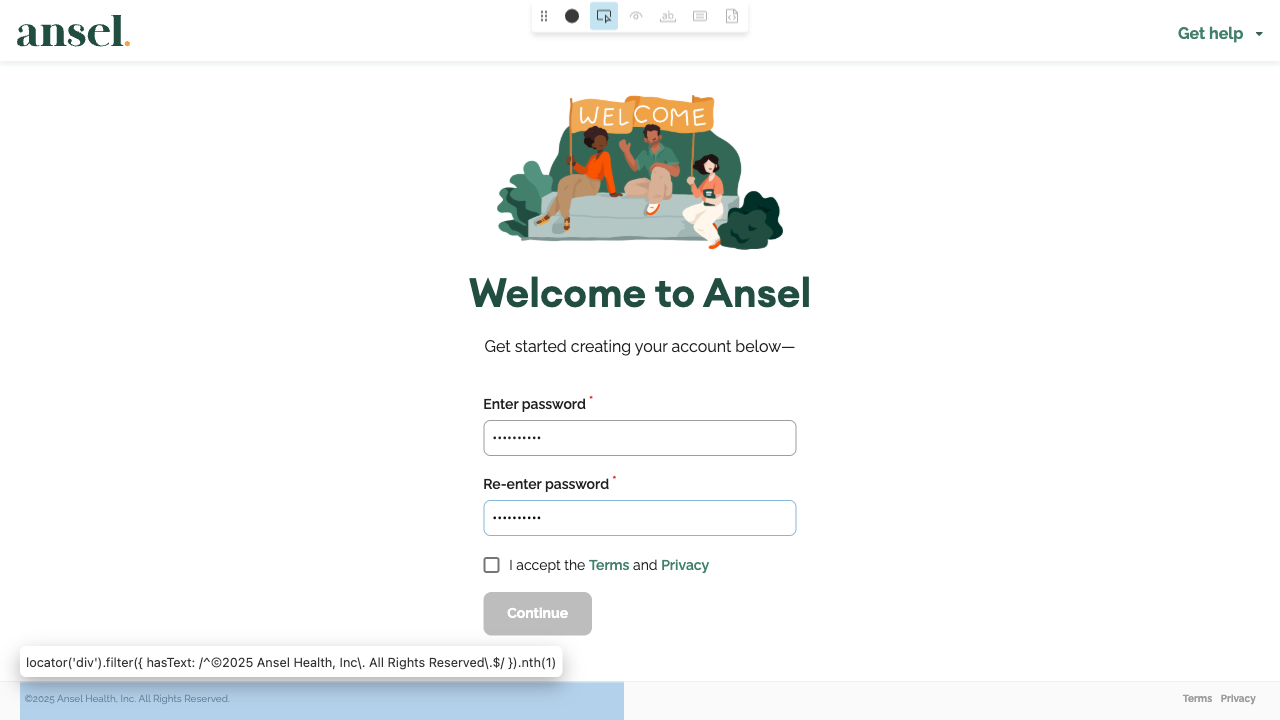 ansel.
ab
Get help
WELCOME
Welcome to Ansel
Get started creating your account below—
Enter password *
••••••••••
Re-enter password *
••••••••••
I accept the Terms and Privacy
Continue
locator('div').filter({ hasText: /^©2025 Ansel Health, Inc\. All Rights Reserved\.$/ }).nth(1)
©2025 Ansel Health, Inc. All Rights Reserved.
Terms Privacy